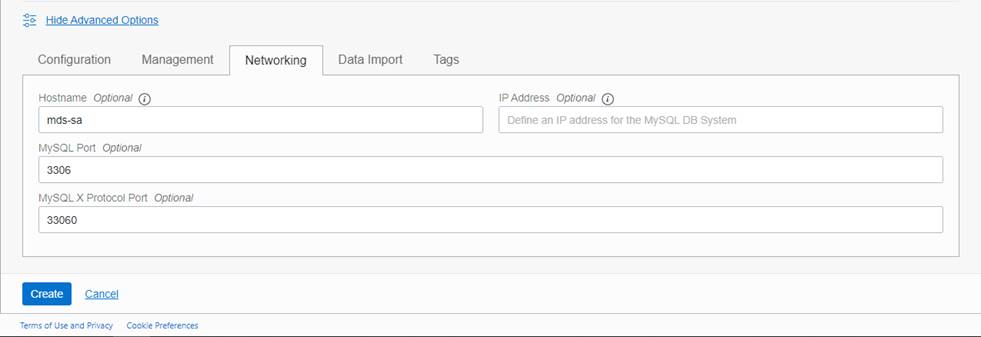 Hide Advanced Options
Configuration Management Networking Data Import Tags
Hostname Optional i IP Address Optional i
mds-sa Define an IP address for the MySQL DB System
MySQL Port Optional
3306
MySQL X Protocol Port Optional
33060
Create Cancel
Terms of Use and Privacy Cookie Preferences